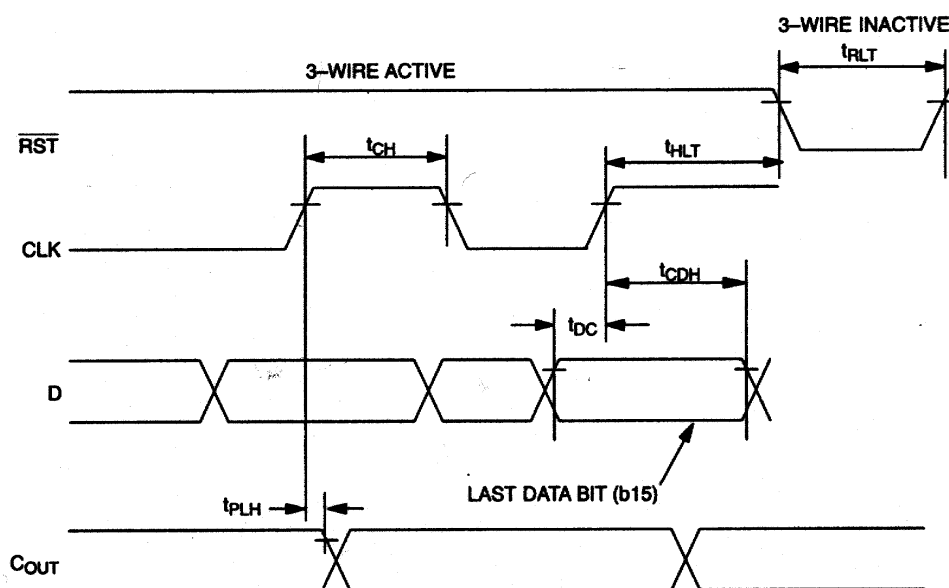 3–WIRE INACTIVE
tRLT
3–WIRE ACTIVE
RST
tCH
tHLT
CLK
tCDH
tDC
D
LAST DATA BIT (b15)
tPLH
COUT